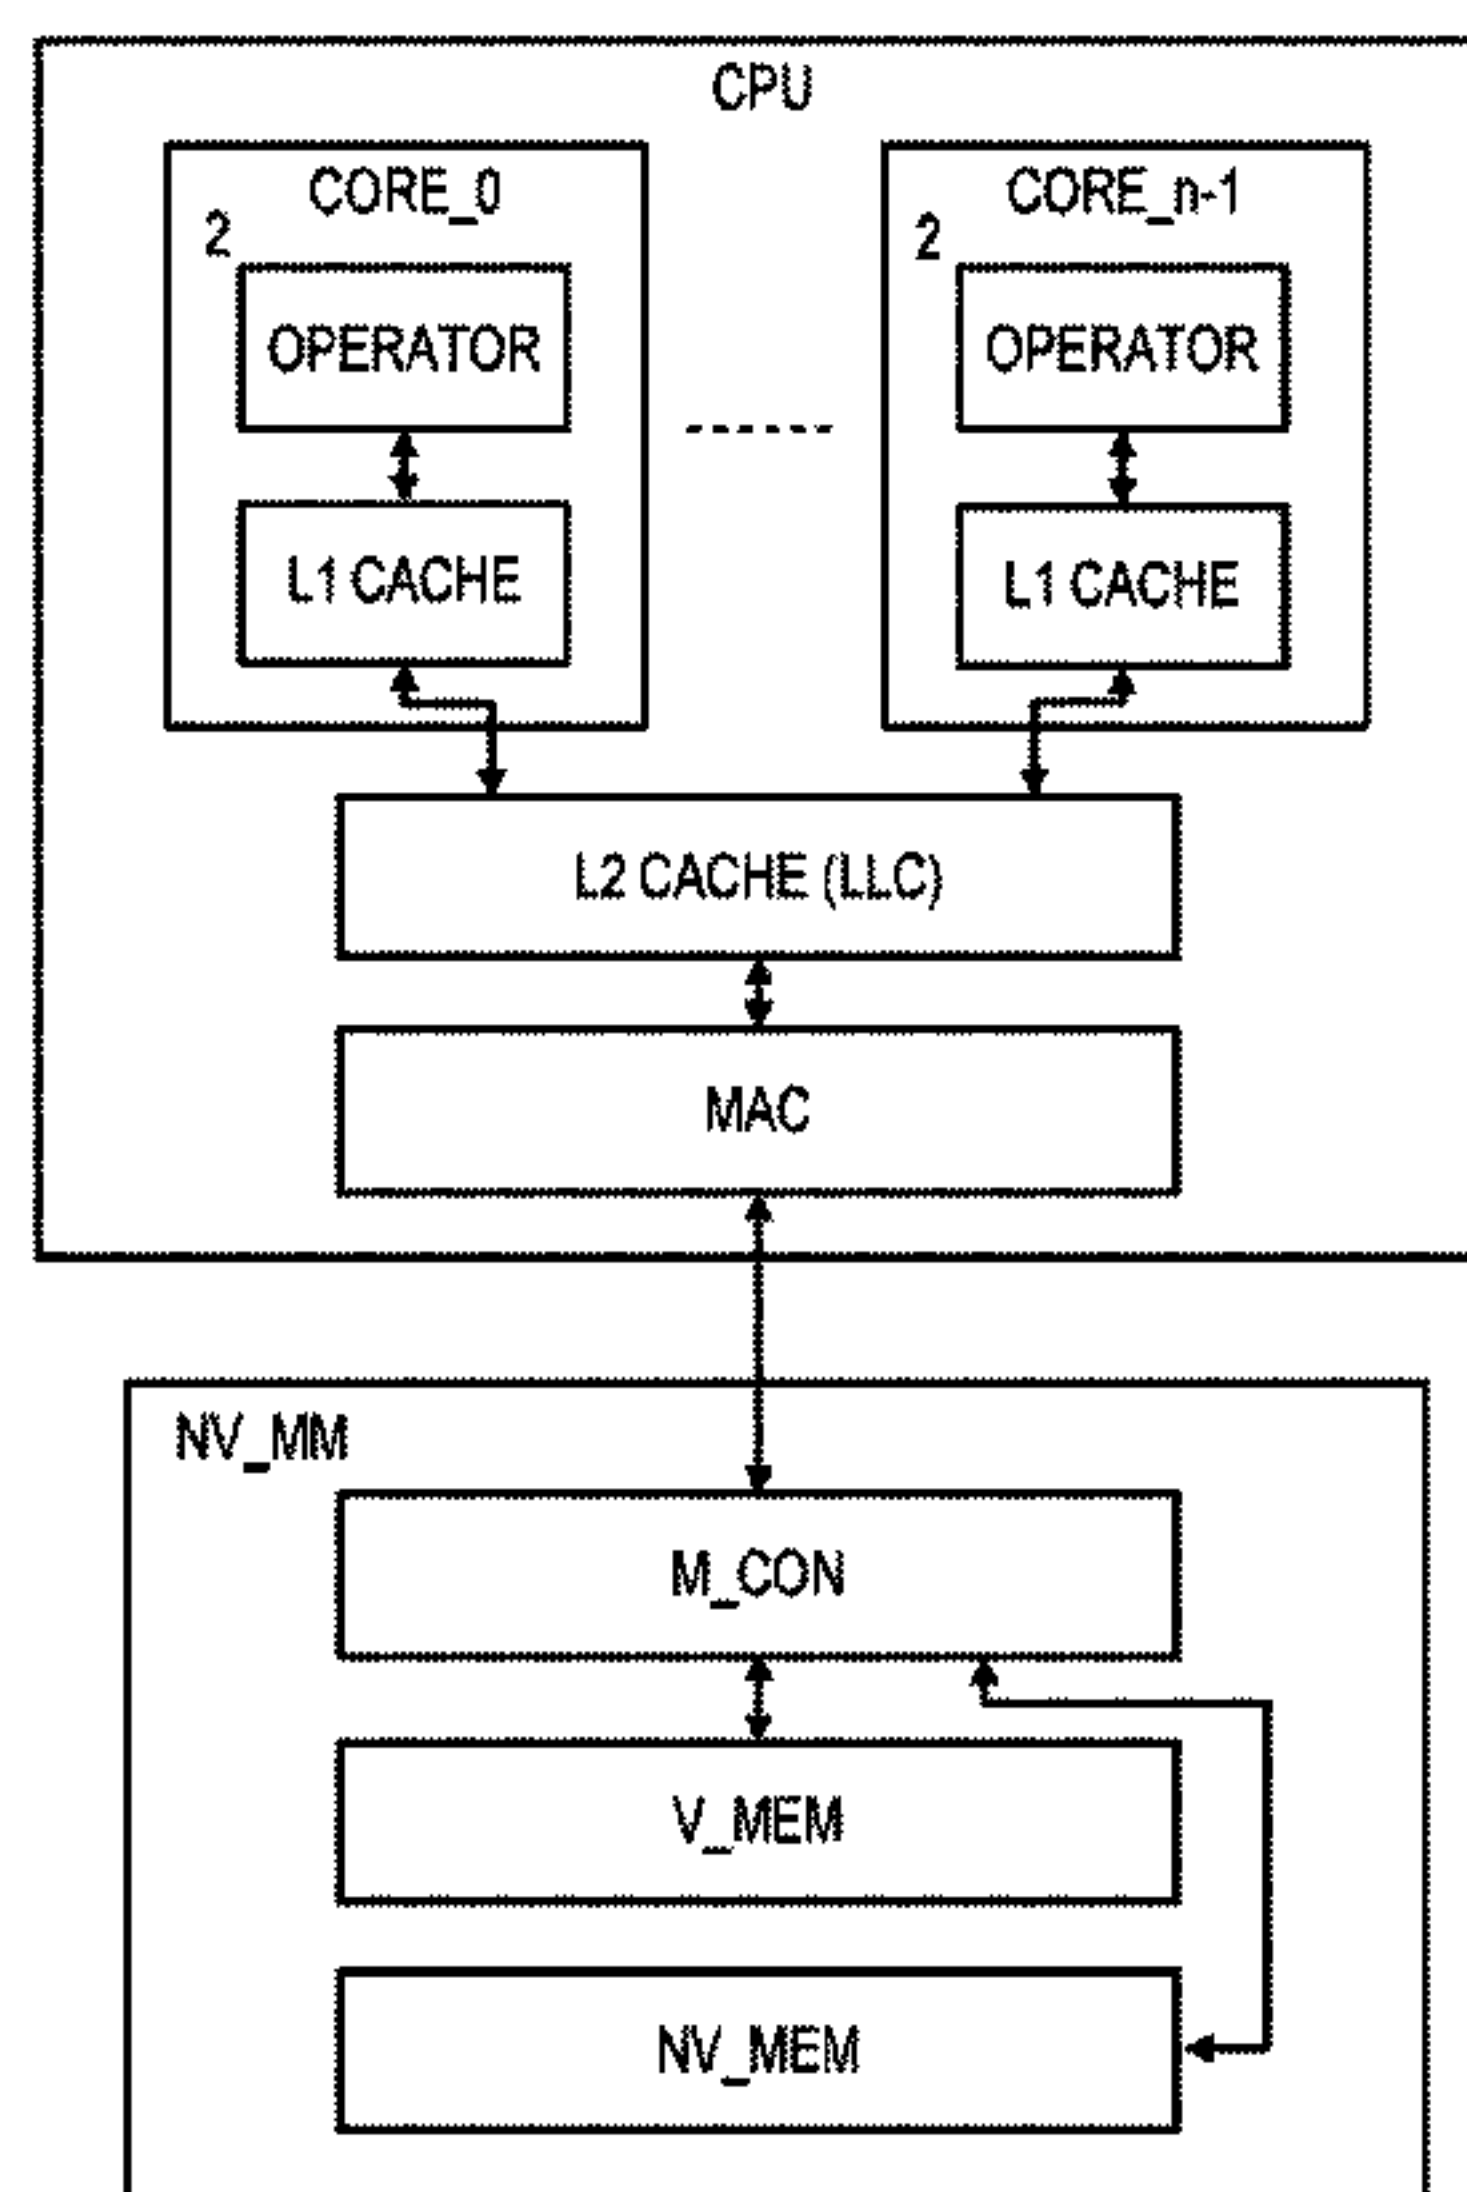 CPU
CORE_0
CORE_n-1
2
2
OPERATOR
OPERATOR
L1 CACHE
L1 CACHE
L2 CACHE (LLC)
MAC
NV_MM
M_CON
V_MEM
NV_MEM